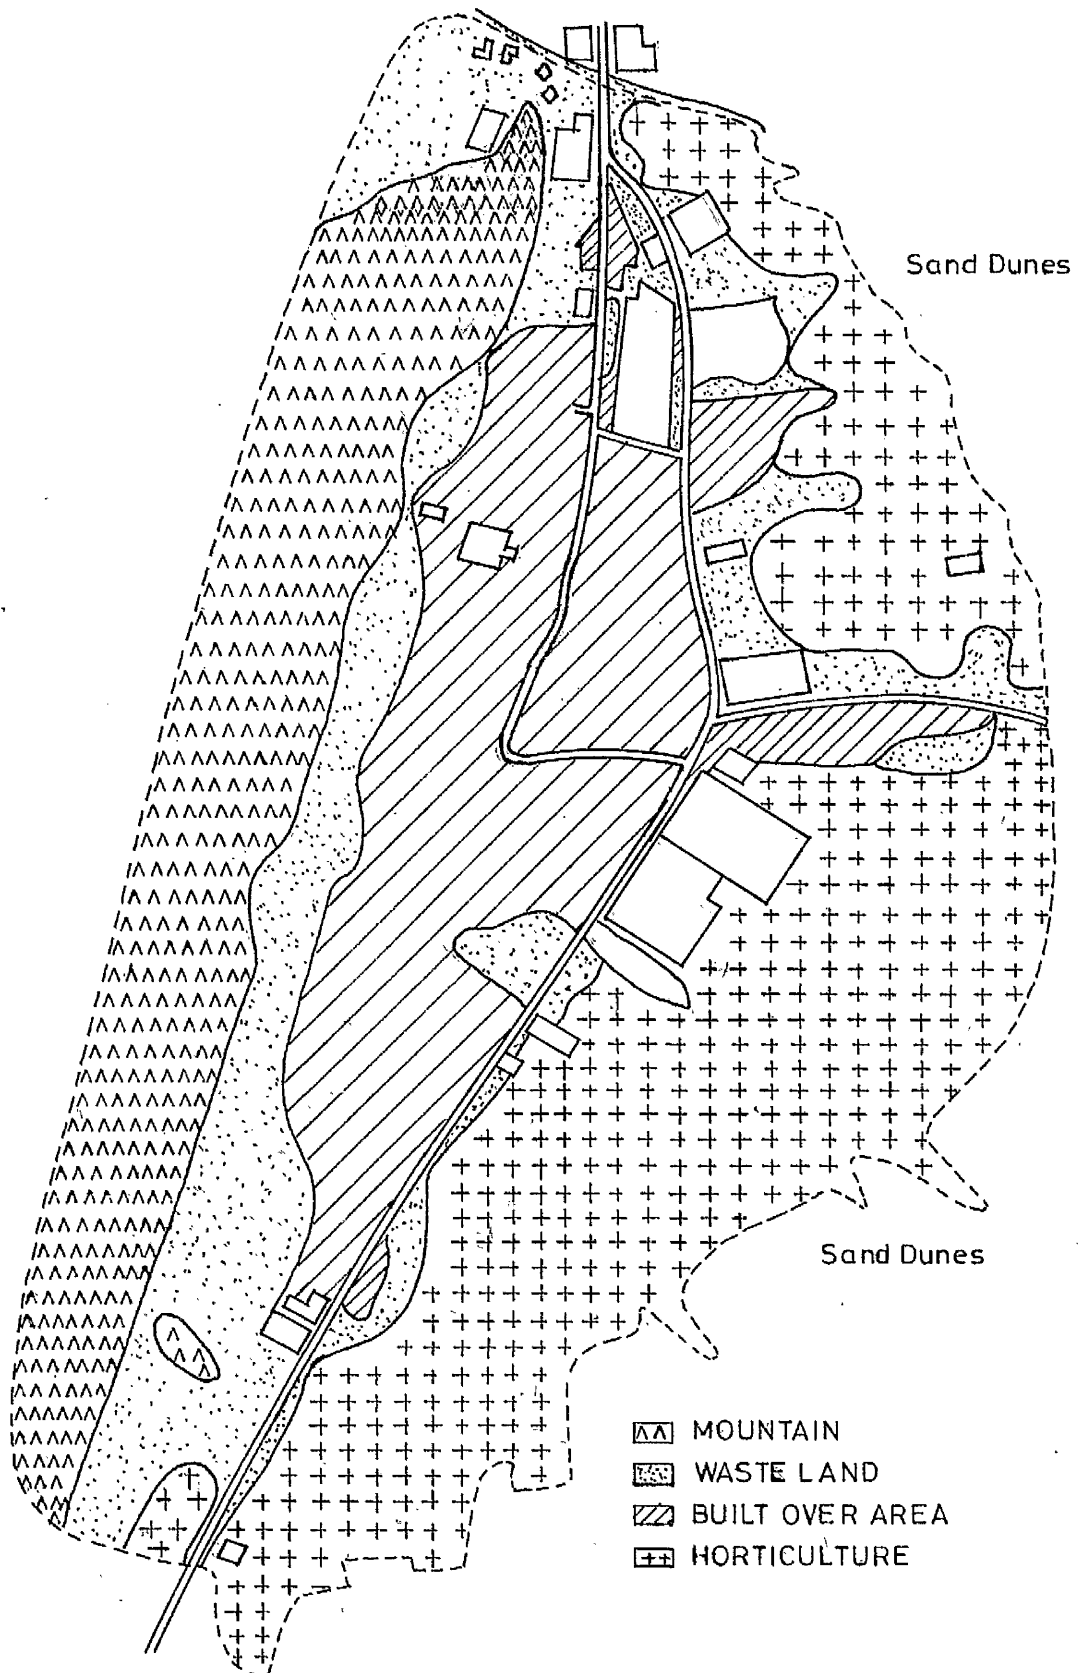 Sand Dunes
Sand Dunes
MOUNTAIN
WASTE LAND
BUILT OVER AREA
HORTICULTURE